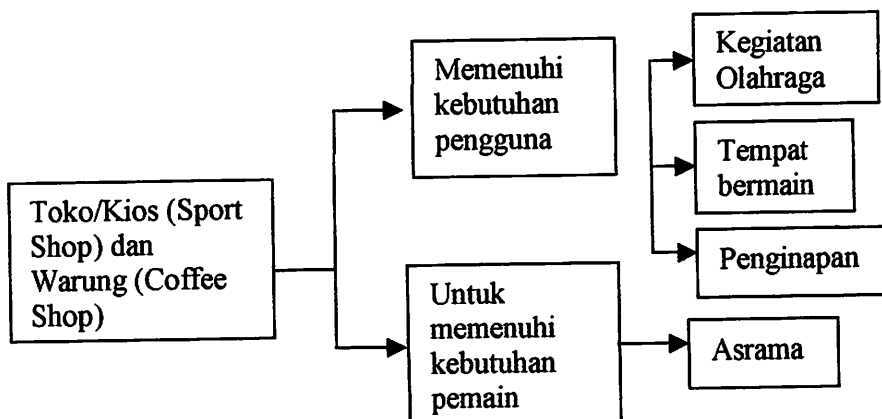 Toko/Kios (Sport
Shop) dan
Warung (Coffee
Shop)
Memenuhi
kebutuhan
pengguna
Kegiatan
Olahraga
Tempat
bermain
Penginapan
Untuk
memenuhi
kebutuhan
pemain
Asrama